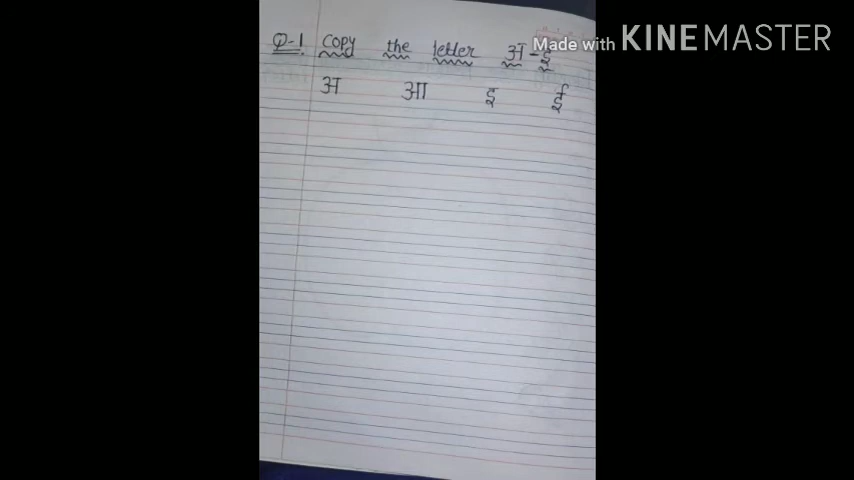 Made with KINEMASTER
Q-1 Copy the letter अ-ई
अ आ इ ई